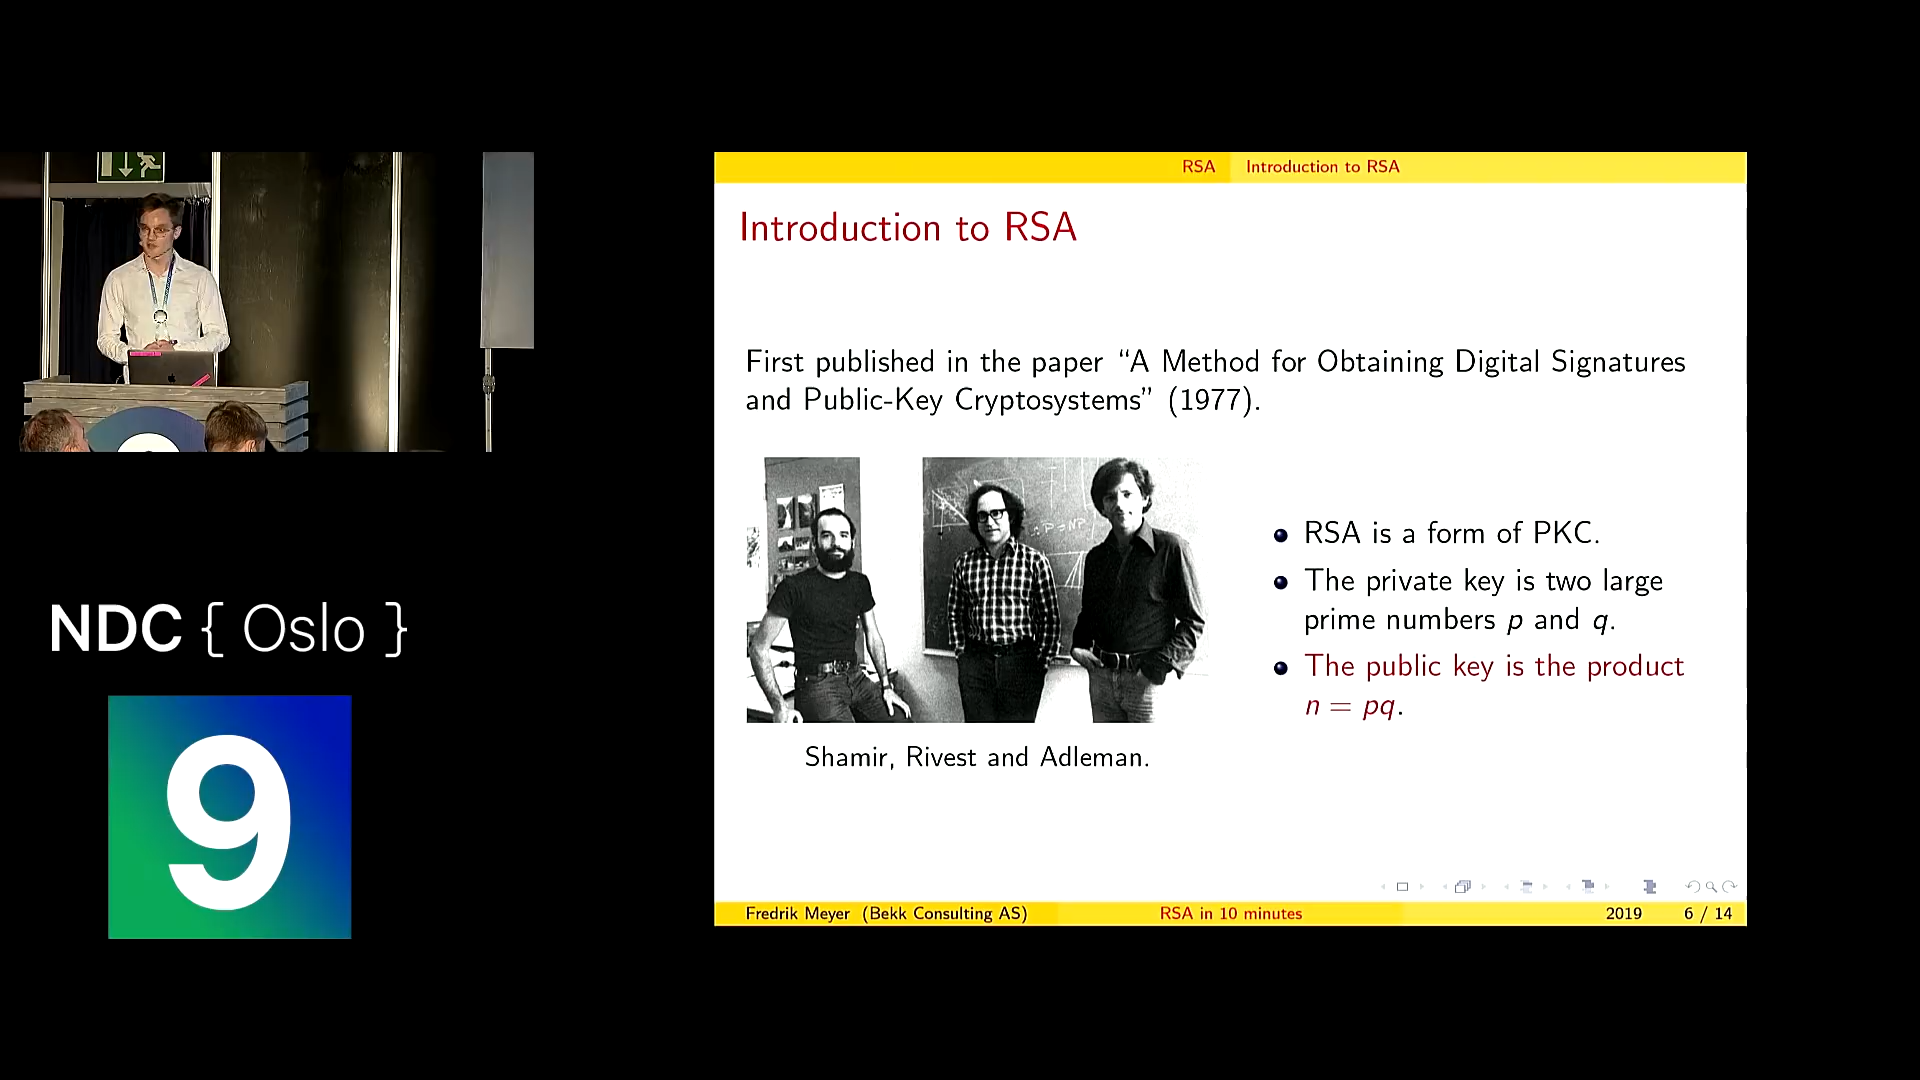 RSA Introduction to RSA
Introduction to RSA
First published in the paper “A Method for Obtaining Digital Signatures
and Public-Key Cryptosystems” (1977).
∴ P = NP
RSA is a form of PKC.
The private key is two large
prime numbers p and q.
The public key is the product
n = pq.
Shamir, Rivest and Adleman.
Fredrik Meyer (Bekk Consulting AS) RSA in 10 minutes 2019 6 / 14
NDC { Oslo }
9